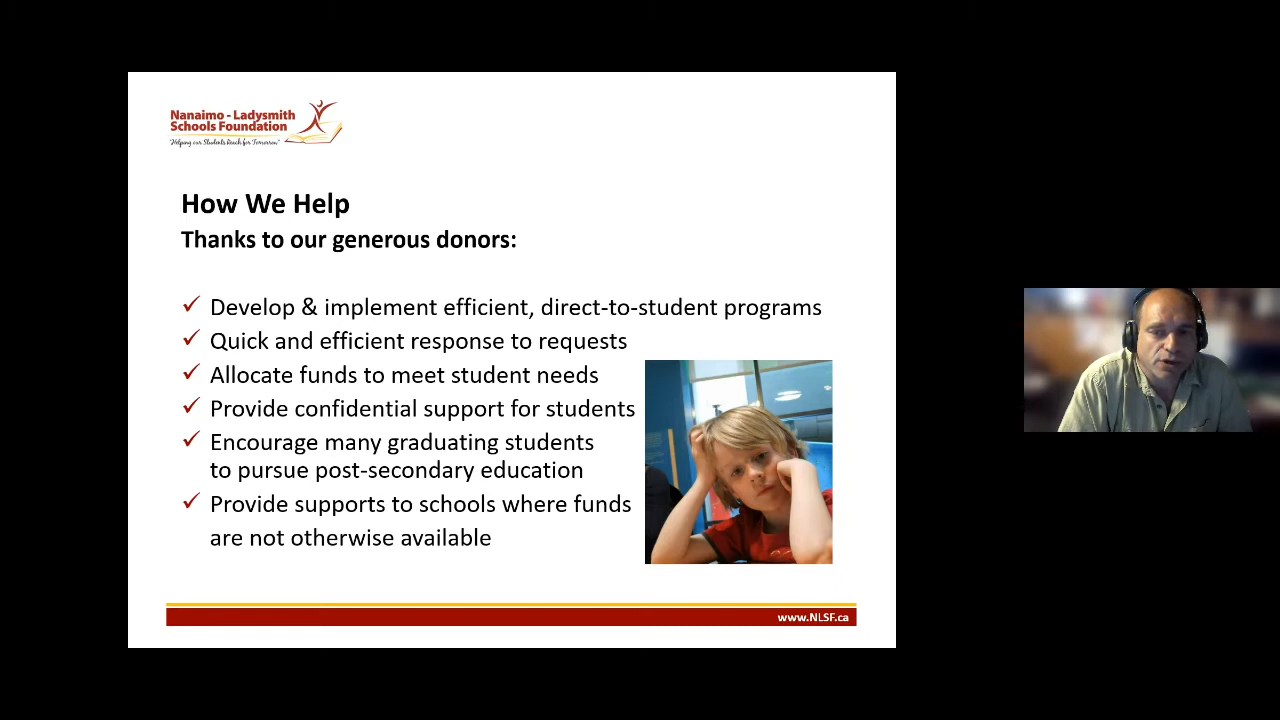 Nanaimo - Ladysmith
Schools Foundation
"Helping our Students Reach for Tomorrow"
How We Help
Thanks to our generous donors:
✓ Develop & implement efficient, direct-to-student programs
✓ Quick and efficient response to requests
✓ Allocate funds to meet student needs
✓ Provide confidential support for students
✓ Encourage many graduating students
to pursue post-secondary education
✓ Provide supports to schools where funds
are not otherwise available
www.NLSF.ca